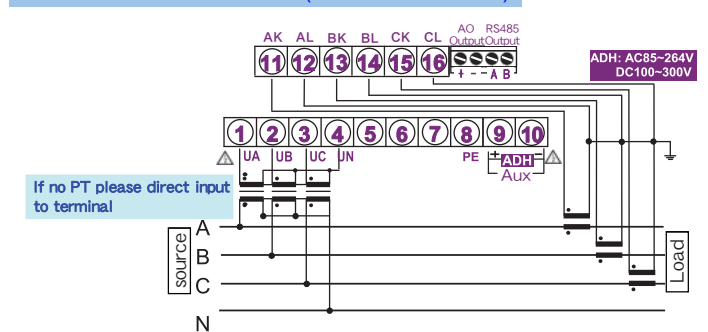 AK AL BK BL CK CL
AO RS485
Output Output
11 12 13 14 15 16
+ - - A B
ADH: AC85~264V
DC100~300V
1 2 3 4 5 6 7 8 9 10
UA UB UC UN PE + ADH -
Aux
If no PT please direct input
to terminal
A
B
C
N
source
Load